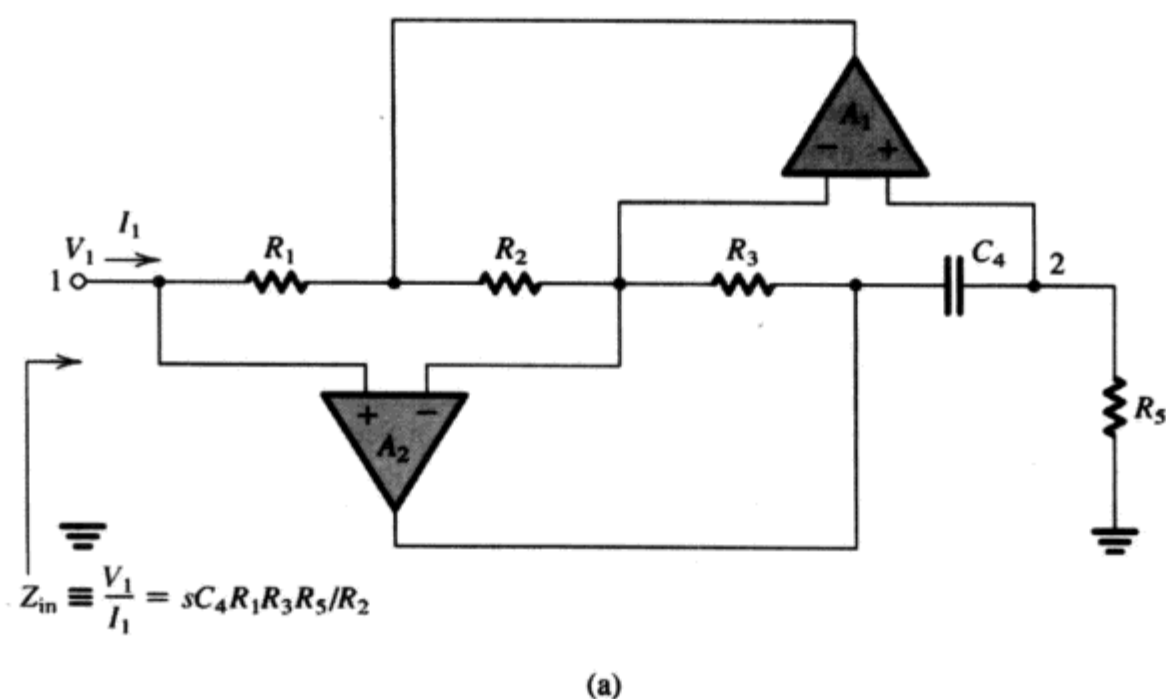 A₁
− +
I₁
V₁
R₁
R₂
R₃
C₄
1
2
+ −
A₂
R₅
Zin ≡ V₁/I₁ = sC₄R₁R₃R₅/R₂
(a)